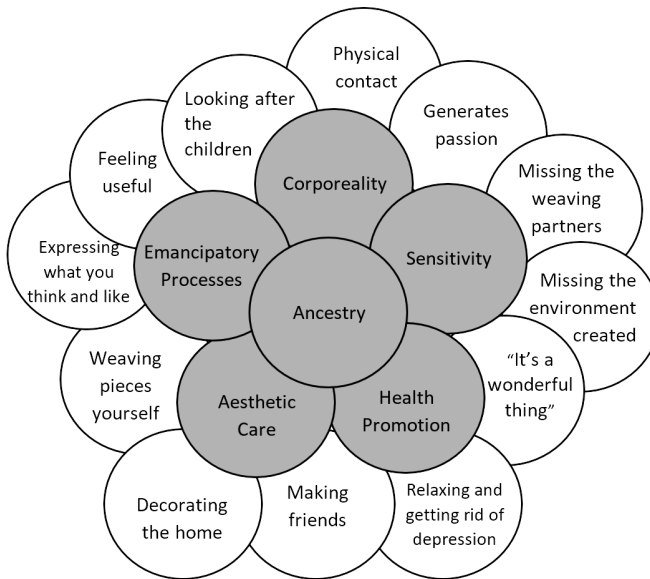 Physical
contact
Looking after
the
children
Generates
passion
Feeling
useful
Corporeality
Missing the
weaving
partners
Expressing
what you
think and like
Emancipatory
Processes
Sensitivity
Ancestry
Missing the
environment
created
Weaving
pieces
yourself
Aesthetic
Care
Health
Promotion
“It’s a
wonderful
thing”
Decorating
the home
Making
friends
Relaxing and
getting rid of
depression